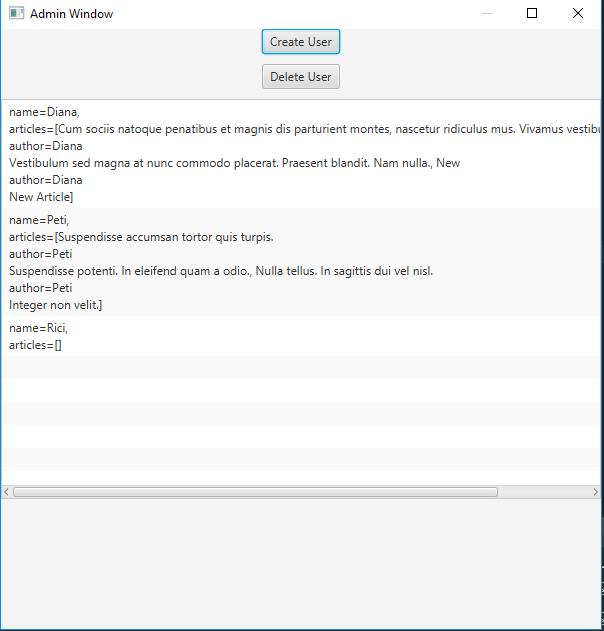 Admin Window
Create User
Delete User
name=Diana,
articles=[Cum sociis natoque penatibus et magnis dis parturient montes, nascetur ridiculus mus. Vivamus vestibu
author=Diana
Vestibulum sed magna at nunc commodo placerat. Praesent blandit. Nam nulla., New
author=Diana
New Article]
name=Peti,
articles=[Suspendisse accumsan tortor quis turpis.
author=Peti
Suspendisse potenti. In eleifend quam a odio., Nulla tellus. In sagittis dui vel nisl.
author=Peti
Integer non velit.]
name=Rici,
articles=[]